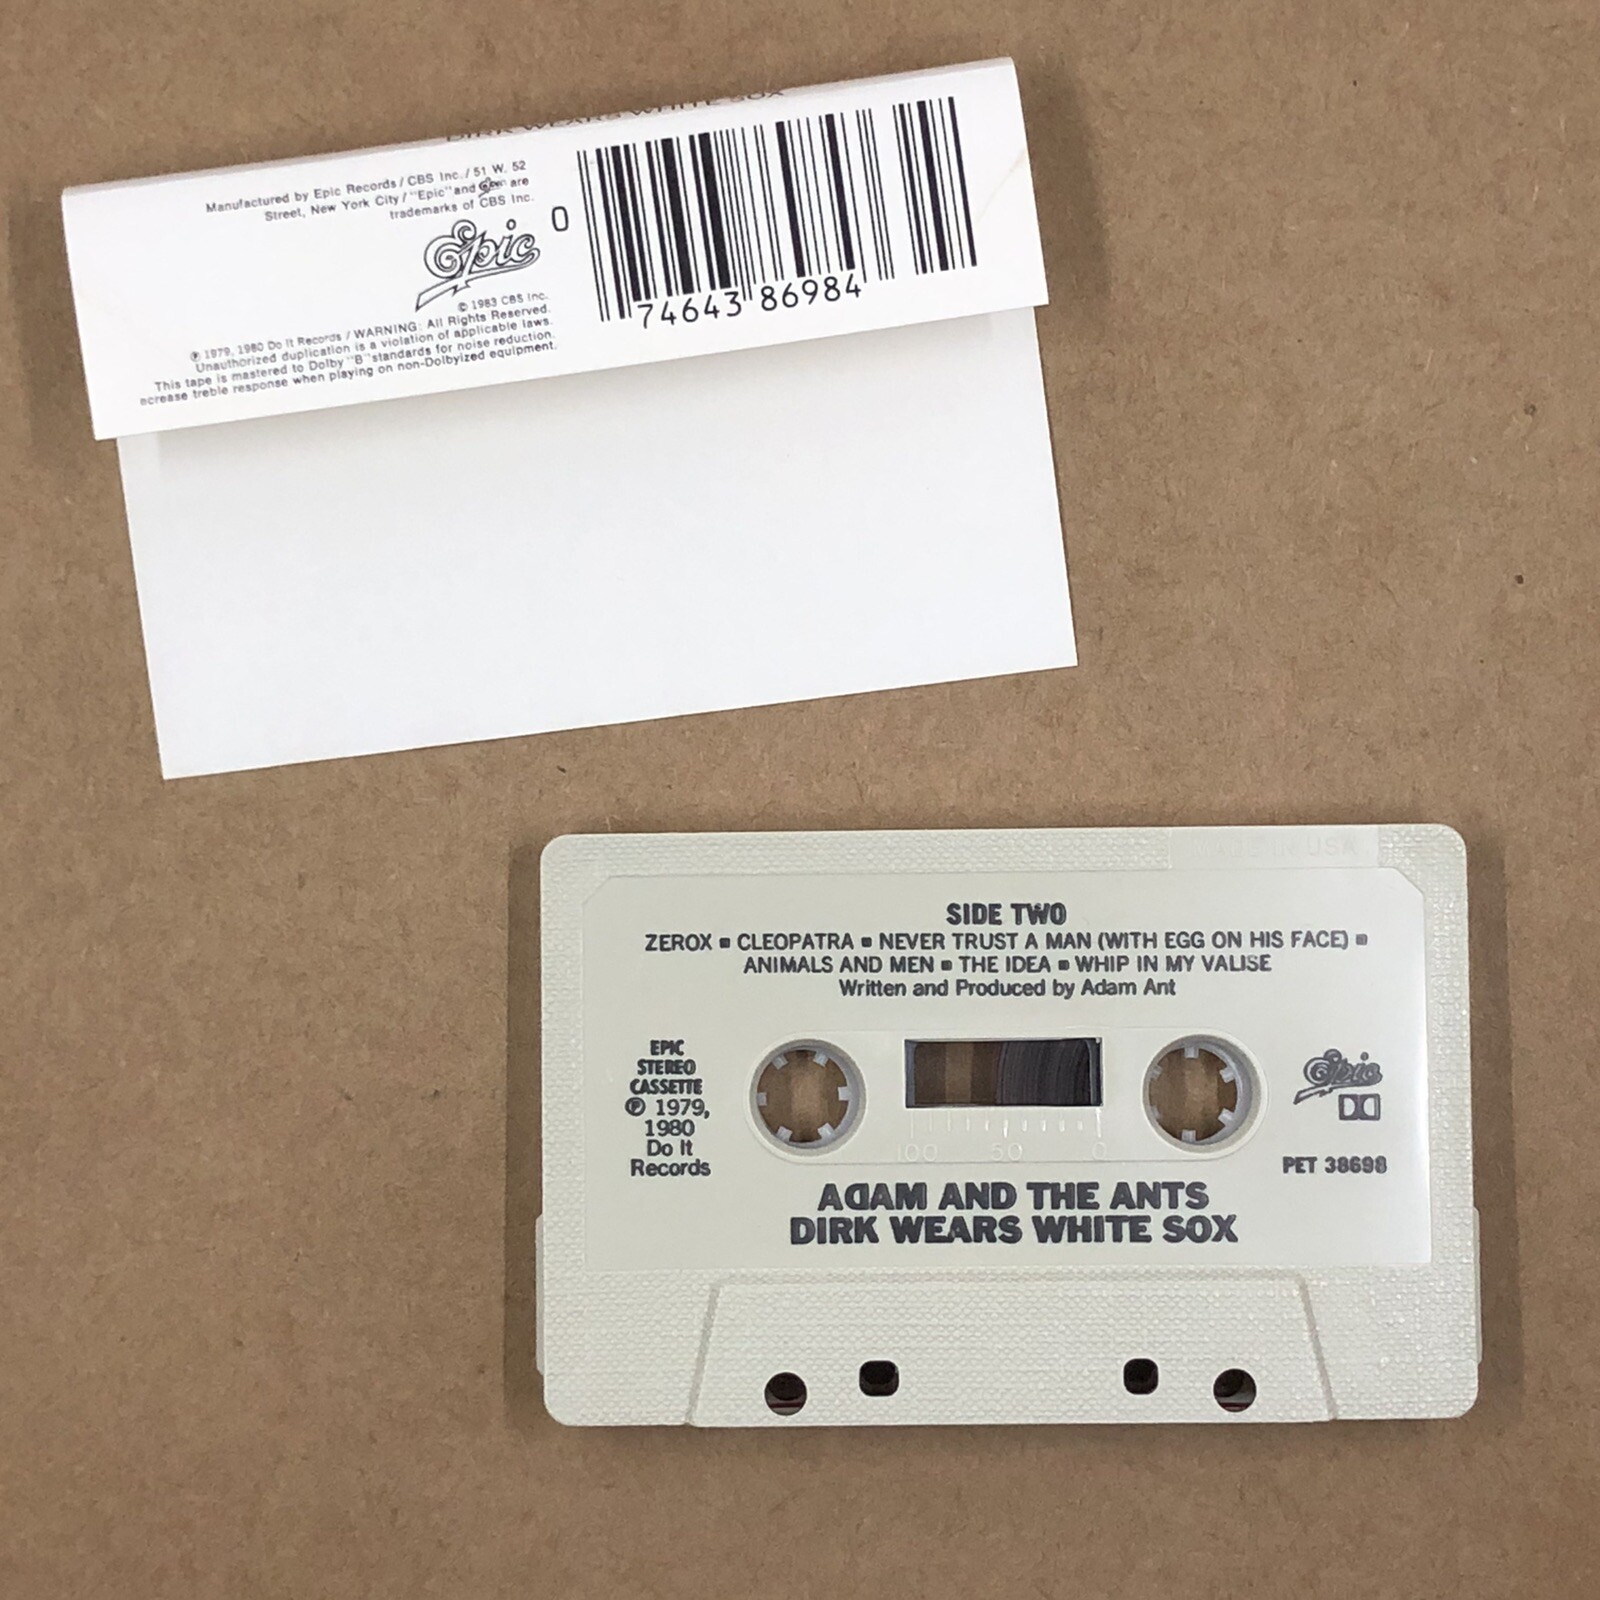 DIRK WEARS WHITE SOX
Manufactured by Epic Records / CBS Inc. / 51 W. 52
Street, New York City / "Epic" and Epic are
trademarks of CBS Inc.
Epic
© 1983 CBS Inc.
℗ 1979, 1980 Do It Records / WARNING: All Rights Reserved.
Unauthorized duplication is a violation of applicable laws.
This tape is mastered to Dolby "B" standards for noise reduction.
ecrease treble response when playing on non-Dolbyized equipment.
0 74643 86984
MADE IN USA
SIDE TWO
ZEROX ■ CLEOPATRA ■ NEVER TRUST A MAN (WITH EGG ON HIS FACE) ■
ANIMALS AND MEN ■ THE IDEA ■ WHIP IN MY VALISE
Written and Produced by Adam Ant
EPIC
STEREO
CASSETTE
℗ 1979,
1980
Do It
Records
100 50 0
Epic
PET 38698
ADAM AND THE ANTS
DIRK WEARS WHITE SOX